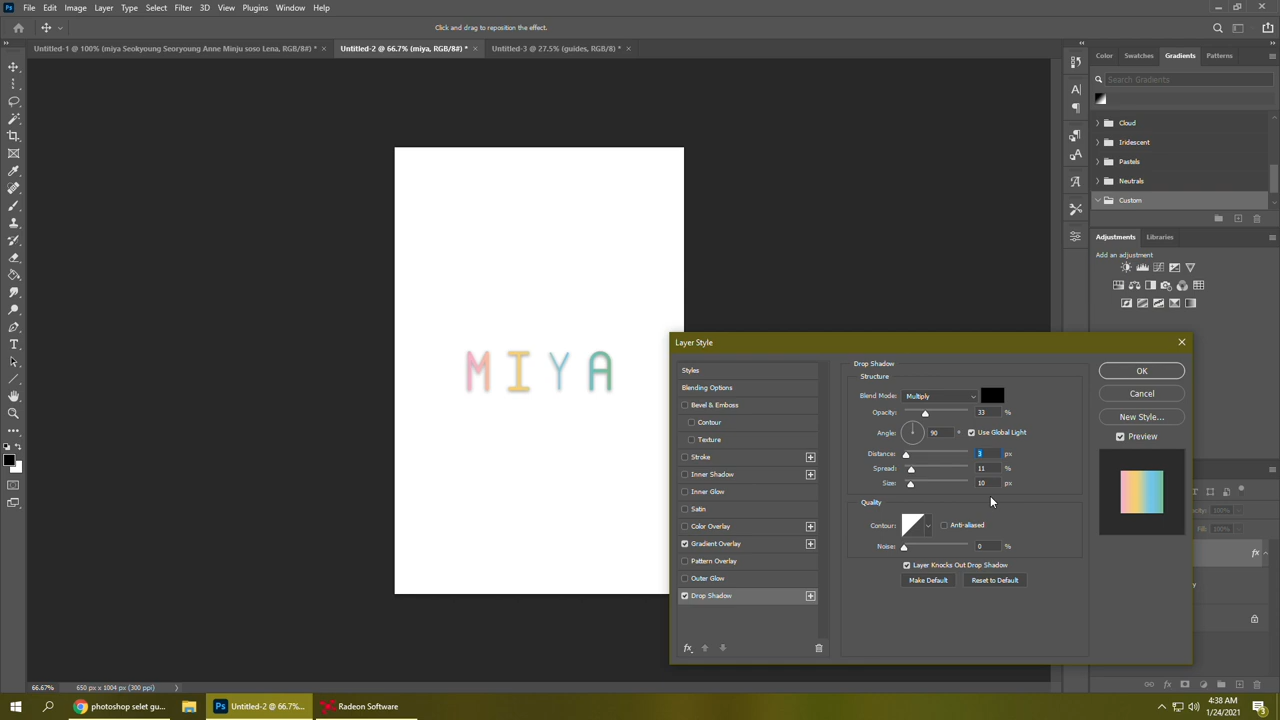 Ps File Edit Image Layer Type Select Filter 3D View Plugins Window Help
Click and drag to reposition the effect.
Untitled-1 @ 100% (miya Seokyoung Seoryoung Anne Minju soso Lena, RGB/8#) * × Untitled-2 @ 66.7% (miya, RGB/8#) * × Untitled-3 @ 27.5% (guides, RGB/8) * ×
Color Swatches Gradients Patterns
Search Gradients
Cloud
Iridescent
Pastels
Neutrals
Custom
Adjustments Libraries
Add an adjustment
MIYA
Layer Style
Styles
Blending Options
Bevel & Emboss
Contour
Texture
Stroke
Inner Shadow
Inner Glow
Satin
Color Overlay
Gradient Overlay
Pattern Overlay
Outer Glow
Drop Shadow
fx
Drop Shadow
Structure
Blend Mode: Multiply
Opacity: 33 %
Angle: 90 ° Use Global Light
Distance: 3 px
Spread: 11 %
Size: 10 px
Quality
Contour: Anti-aliased
Noise: 0 %
Layer Knocks Out Drop Shadow
Make Default Reset to Default
OK
Cancel
New Style...
Preview
100%
100%
fx
fx
66.67% 650 px x 1004 px (300 ppi)
photoshop selet gu... Ps Untitled-2 @ 66.7%... Radeon Software
4:38 AM
1/24/2021
3